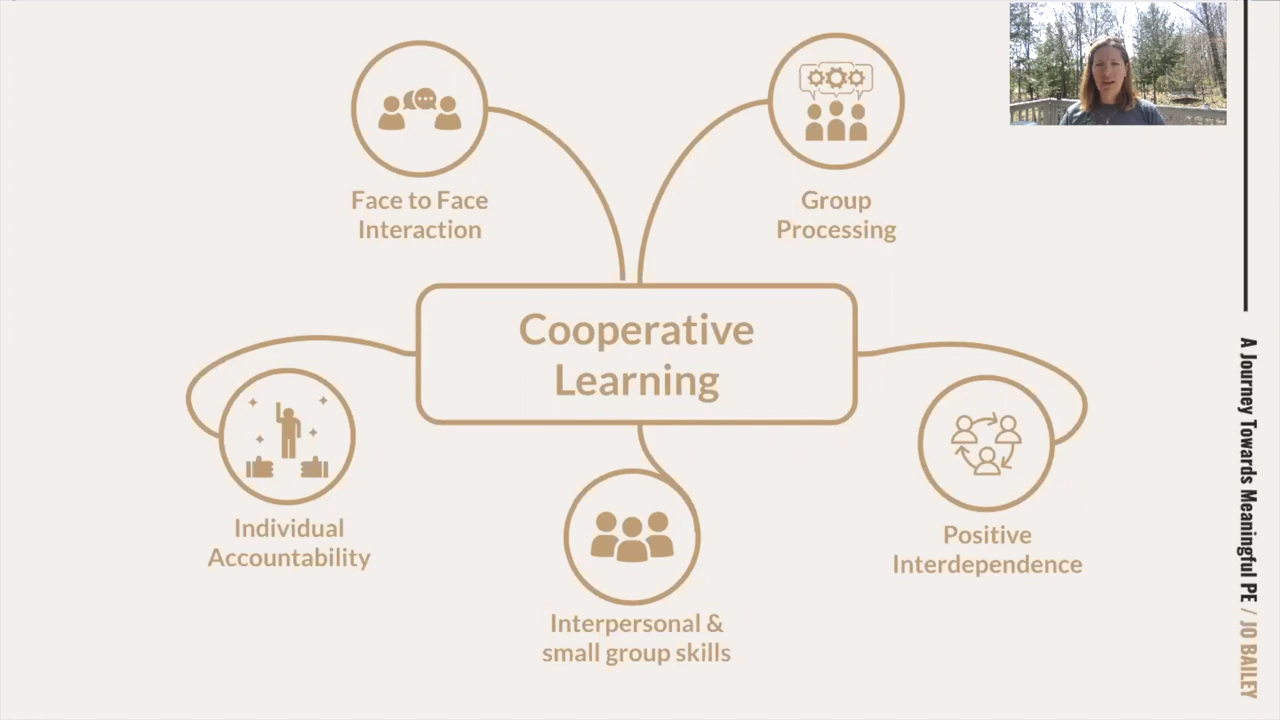 Face to Face
Interaction
Group
Processing
Cooperative
Learning
Individual
Accountability
Interpersonal &
small group skills
Positive
Interdependence
A Journey Towards Meaningful PE / JO BAILEY